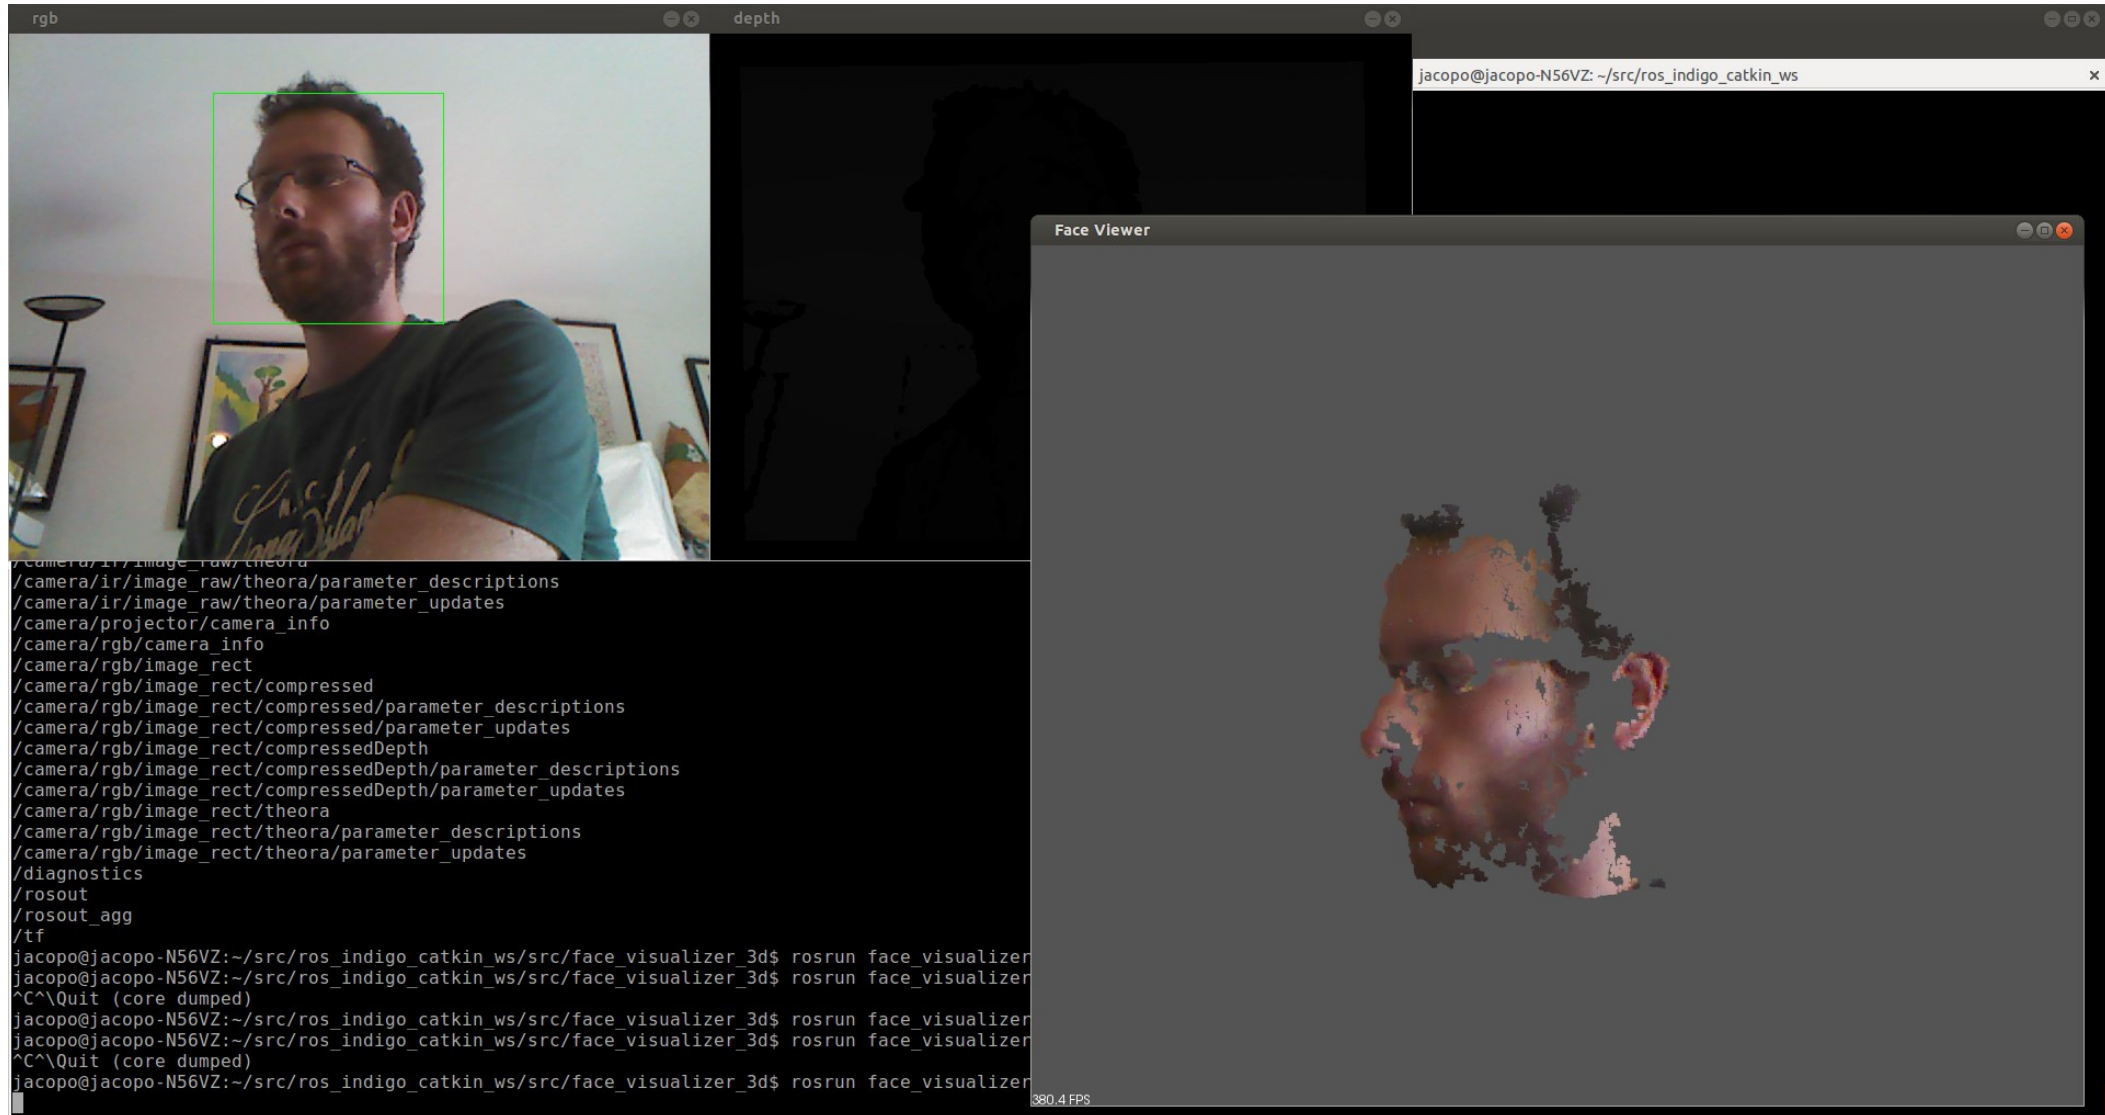 rgb
depth
jacopo@jacopo-N56VZ: ~/src/ros_indigo_catkin_ws
Face Viewer
/camera/ir/image_raw/theora
/camera/ir/image_raw/theora/parameter_descriptions
/camera/ir/image_raw/theora/parameter_updates
/camera/projector/camera_info
/camera/rgb/camera_info
/camera/rgb/image_rect
/camera/rgb/image_rect/compressed
/camera/rgb/image_rect/compressed/parameter_descriptions
/camera/rgb/image_rect/compressed/parameter_updates
/camera/rgb/image_rect/compressedDepth
/camera/rgb/image_rect/compressedDepth/parameter_descriptions
/camera/rgb/image_rect/compressedDepth/parameter_updates
/camera/rgb/image_rect/theora
/camera/rgb/image_rect/theora/parameter_descriptions
/camera/rgb/image_rect/theora/parameter_updates
/diagnostics
/rosout
/rosout_agg
/tf
jacopo@jacopo-N56VZ:~/src/ros_indigo_catkin_ws/src/face_visualizer_3d$ rosrun face_visualizer
jacopo@jacopo-N56VZ:~/src/ros_indigo_catkin_ws/src/face_visualizer_3d$ rosrun face_visualizer
^C^\Quit (core dumped)
jacopo@jacopo-N56VZ:~/src/ros_indigo_catkin_ws/src/face_visualizer_3d$ rosrun face_visualizer
jacopo@jacopo-N56VZ:~/src/ros_indigo_catkin_ws/src/face_visualizer_3d$ rosrun face_visualizer
^C^\Quit (core dumped)
jacopo@jacopo-N56VZ:~/src/ros_indigo_catkin_ws/src/face_visualizer_3d$ rosrun face_visualizer
380.4 FPS